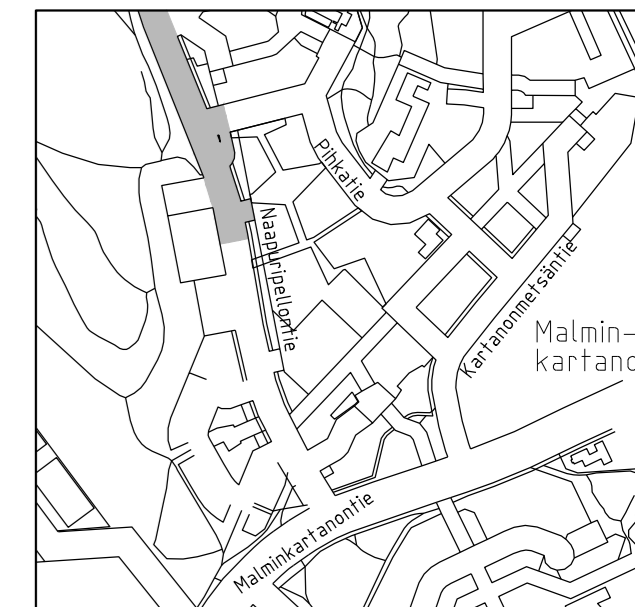 Pihkatie
Naapuripellontie
Kartanonmetsäntie
Malmin-
kartano
Malminkartanontie